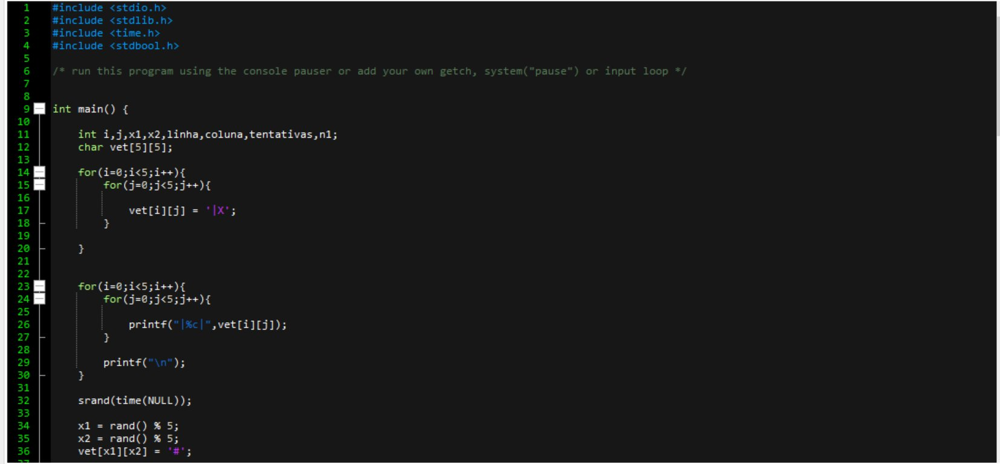 1 #include <stdio.h>
2 #include <stdlib.h>
3 #include <time.h>
4 #include <stdbool.h>
5
6 /* run this program using the console pauser or add your own getch, system("pause") or input loop */
7
8
9 int main() {
10
11     int i,j,x1,x2,linha,coluna,tentativas,n1;
12     char vet[5][5];
13
14     for(i=0;i<5;i++){
15         for(j=0;j<5;j++){
16
17             vet[i][j] = '|X';
18         }
19
20     }
21
22
23     for(i=0;i<5;i++){
24         for(j=0;j<5;j++){
25
26             printf("|%c|",vet[i][j]);
27         }
28
29         printf("\n");
30     }
31
32     srand(time(NULL));
33
34     x1 = rand() % 5;
35     x2 = rand() % 5;
36     vet[x1][x2] = '#';
37